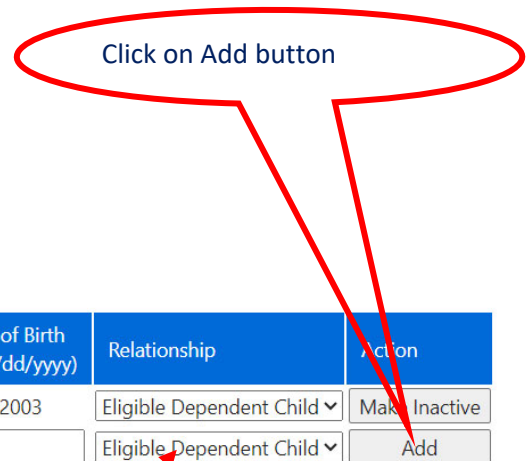 Click on Add button
of Birth
/dd/yyyy)
Relationship
Action
2003
Eligible Dependent Child
Make Inactive
Eligible Dependent Child
Add